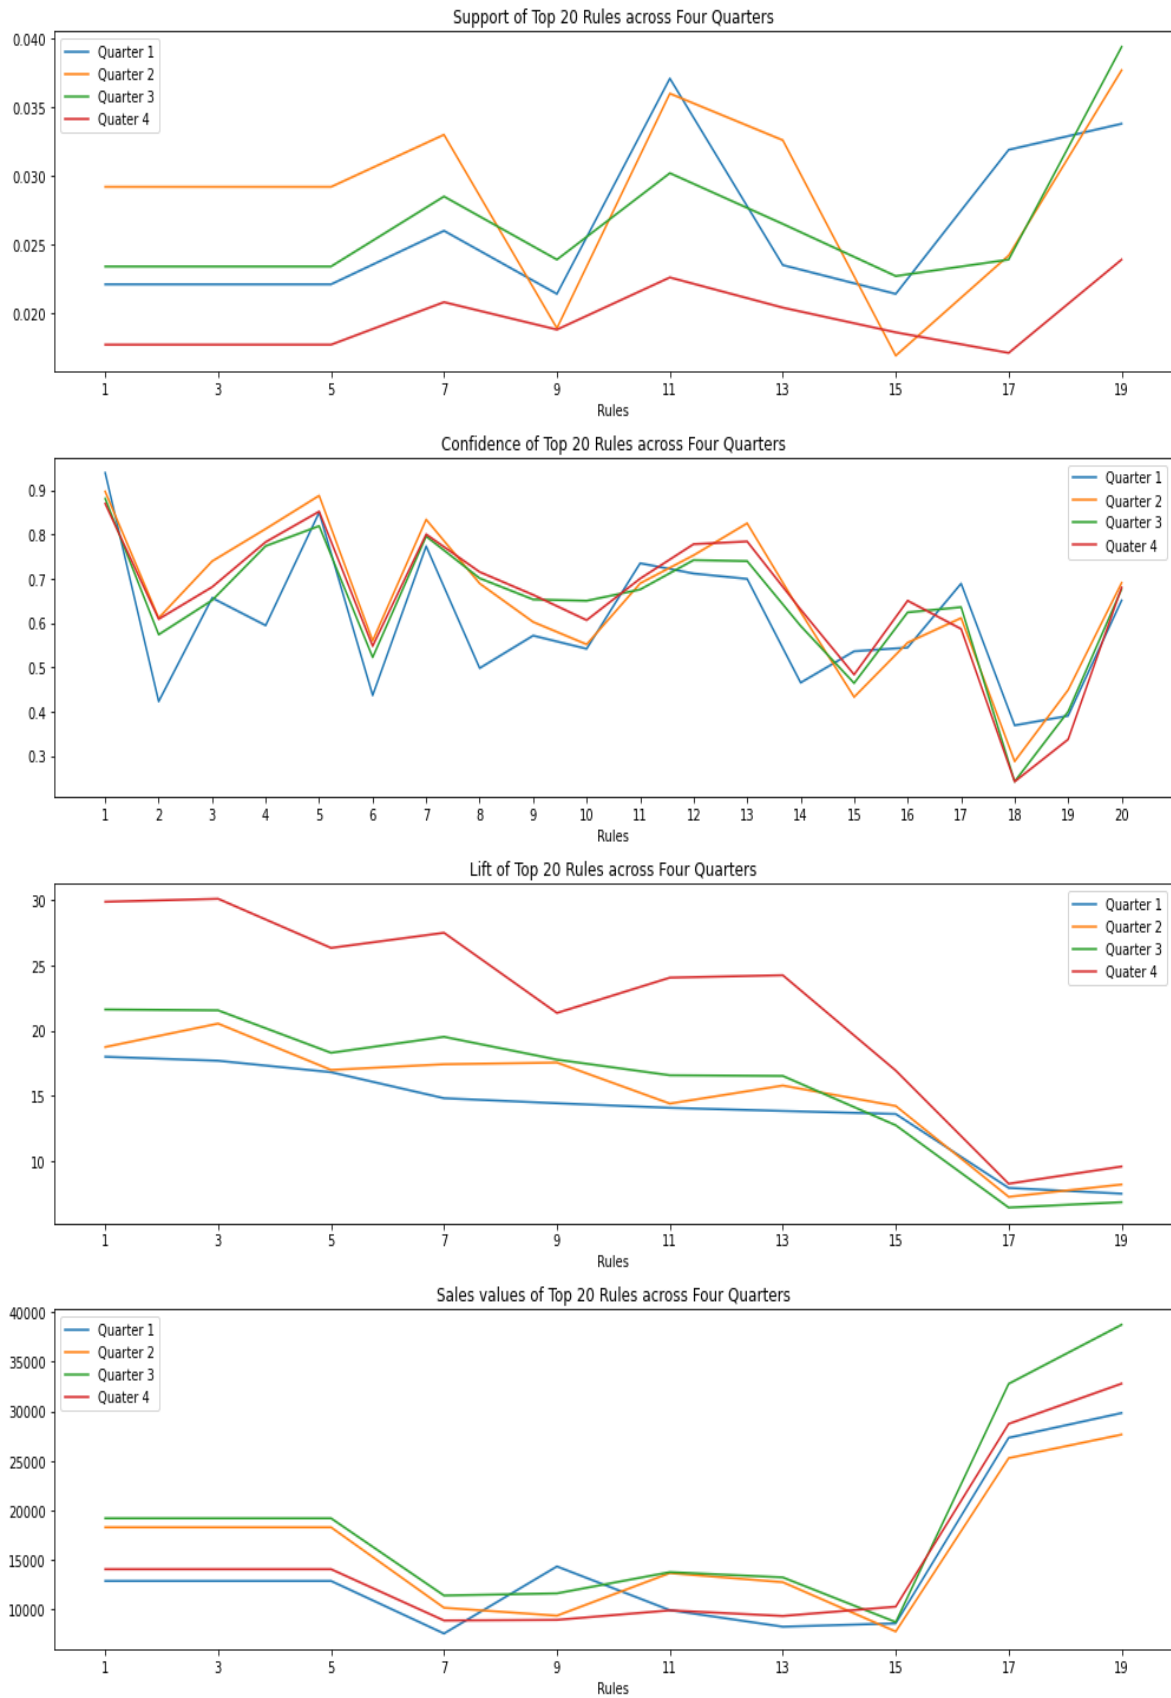 Support of Top 20 Rules across Four Quarters
0.040
0.035
0.030
0.025
0.020
Quarter 1
Quarter 2
Quarter 3
Quater 4
1 3 5 7 9 11 13 15 17 19
Rules
Confidence of Top 20 Rules across Four Quarters
0.9
0.8
0.7
0.6
0.5
0.4
0.3
Quarter 1
Quarter 2
Quarter 3
Quater 4
1 2 3 4 5 6 7 8 9 10 11 12 13 14 15 16 17 18 19 20
Rules
Lift of Top 20 Rules across Four Quarters
30
25
20
15
10
Quarter 1
Quarter 2
Quarter 3
Quater 4
1 3 5 7 9 11 13 15 17 19
Rules
Sales values of Top 20 Rules across Four Quarters
40000
35000
30000
25000
20000
15000
10000
Quarter 1
Quarter 2
Quarter 3
Quater 4
1 3 5 7 9 11 13 15 17 19
Rules